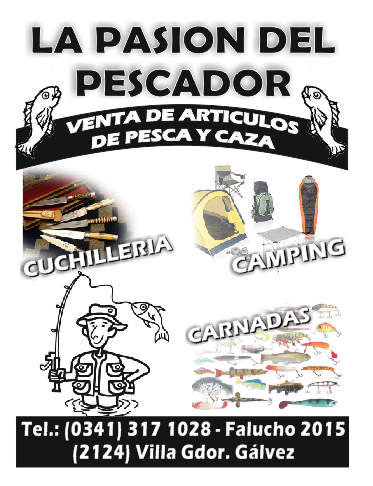 LA PASION DEL
PESCADOR
VENTA DE ARTICULOS
DE PESCA Y CAZA
CUCHILLERIA
CAMPING
CARNADAS
Tel.: (0341) 317 1028 - Falucho 2015
(2124) Villa Gdor. Gálvez